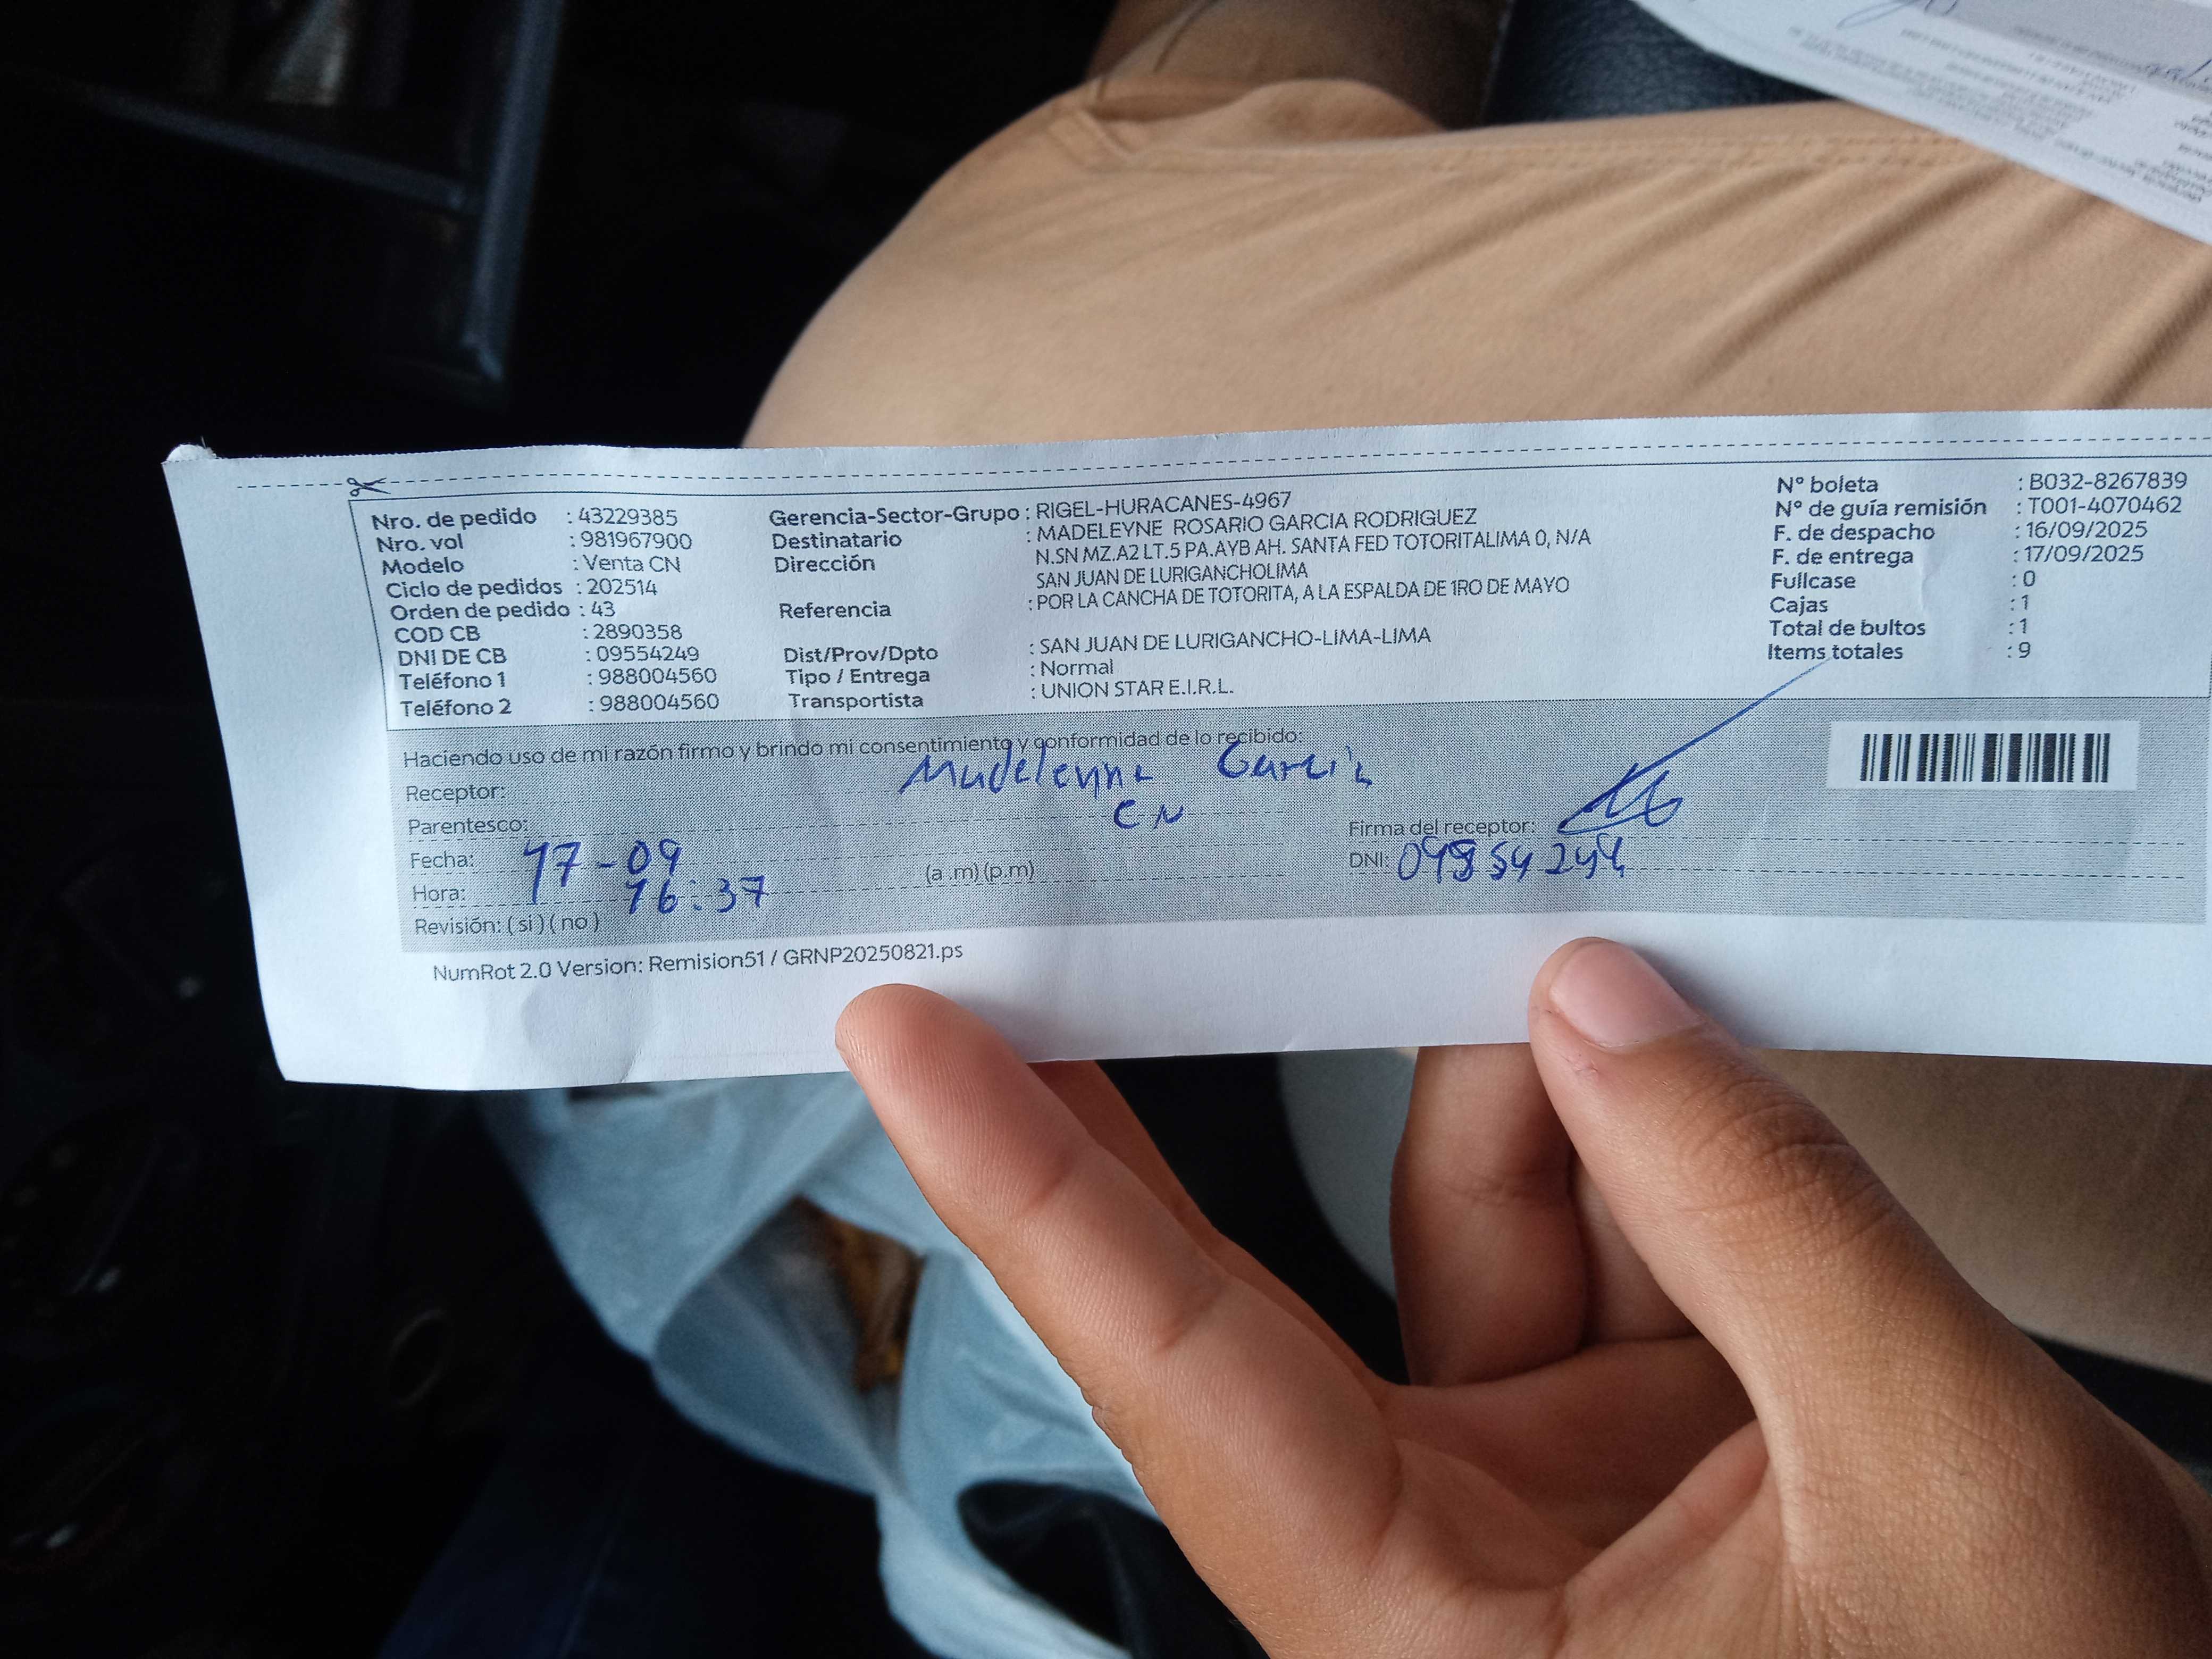 Nro. de pedido : 43229385
Nro. vol : 981967900
Modelo : Venta CN
Ciclo de pedidos : 202514
Orden de pedido : 43
COD CB : 2890358
DNI DE CB : 09554249
Teléfono 1 : 988004560
Teléfono 2 : 988004560
Gerencia-Sector-Grupo : RIGEL-HURACANES-4967
Destinatario : MADELEYNE ROSARIO GARCIA RODRIGUEZ
Dirección N.SN MZ.A2 LT.5 PA.AYB AH. SANTA FED TOTORITALIMA 0, N/A
SAN JUAN DE LURIGANCHOLIMA
Referencia : POR LA CANCHA DE TOTORITA, A LA ESPALDA DE 1RO DE MAYO
Dist/Prov/Dpto : SAN JUAN DE LURIGANCHO-LIMA-LIMA
Tipo / Entrega : Normal
Transportista : UNION STAR E.I.R.L.
N° boleta : B032-8267839
N° de guía remisión : T001-4070462
F. de despacho : 16/09/2025
F. de entrega : 17/09/2025
Fullcase : 0
Cajas : 1
Total de bultos : 1
Items totales : 9
Haciendo uso de mi razón firmo y brindo mi consentimiento y conformidad de lo recibido:
Receptor: Madeleyne Garcia
Parentesco: CN
Firma del receptor:
Fecha: 17-09
DNI:
Hora: 16:37 (a .m) (p.m)
Revisión: ( si ) ( no )
NumRot 2.0 Version: Remision51 / GRNP20250821.ps